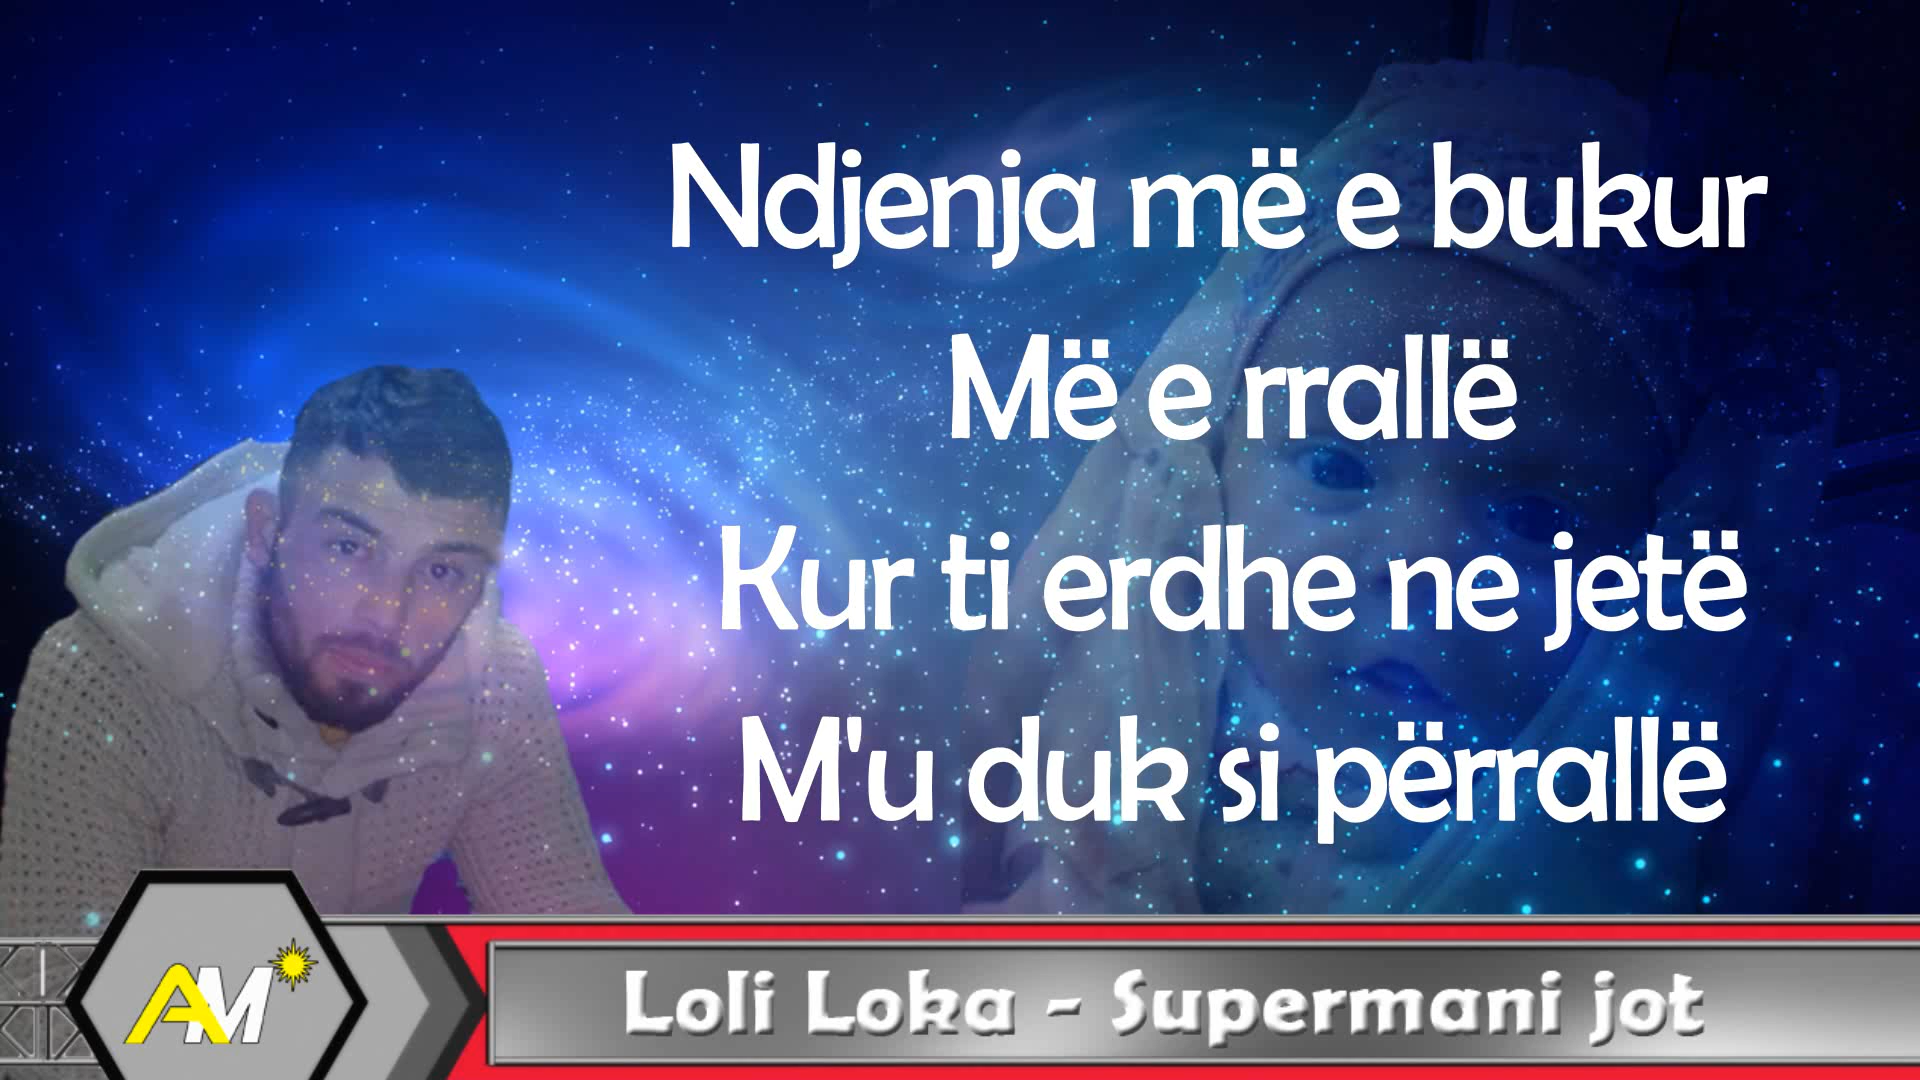 Ndjenja më e bukur
Më e rrallë
Kur ti erdhe ne jetë
M'u duk si përrallë
AM
Loli Loka - Supermani jot